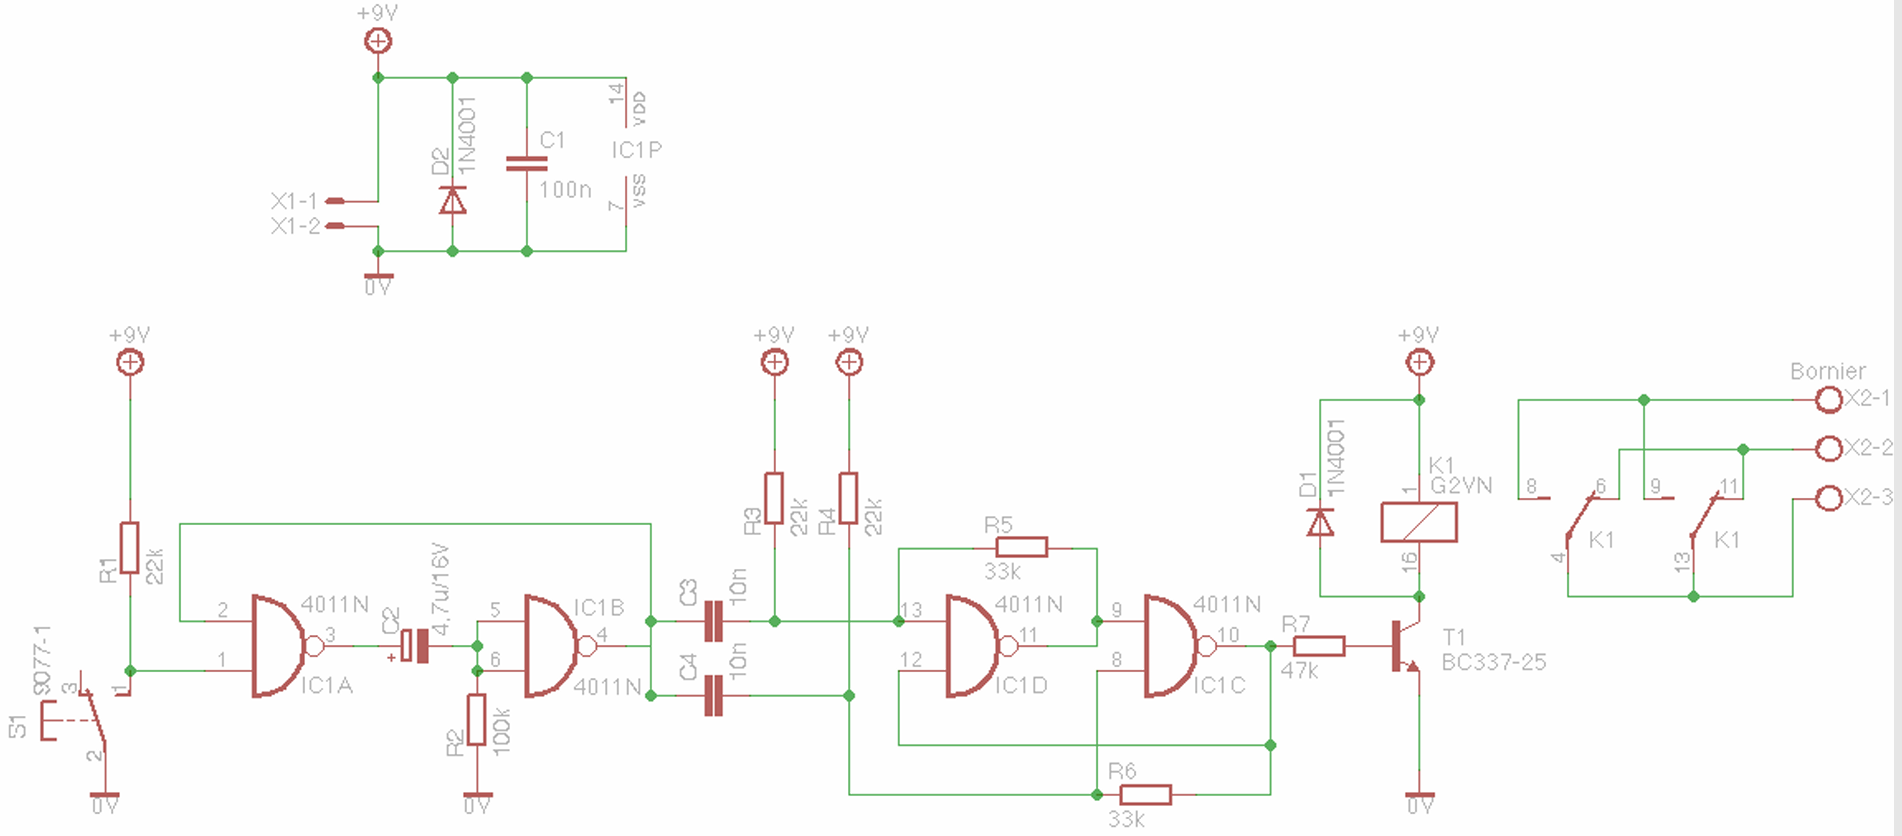 +9V
14
VDD
D2
1N4001
C1
100n
IC1P
X1-1
X1-2
7
VSS
0V
+9V
+9V
+9V
+9V
Bornier
X2-1
X2-2
X2-3
R1
22k
R3
22k
R4
22k
D1
1N4001
K1
G2VN
1
16
8
6
9
11
K1
K1
4
13
R5
33k
2
1
4011N
3
IC1A
C2
+
4,7u/16V
5
6
IC1B
4
4011N
C3
10n
C4
10n
13
12
4011N
11
IC1D
9
8
4011N
10
IC1C
R7
47k
T1
BC337-25
S1
9077-1
3
1
2
0V
R2
100k
0V
R6
33k
0V